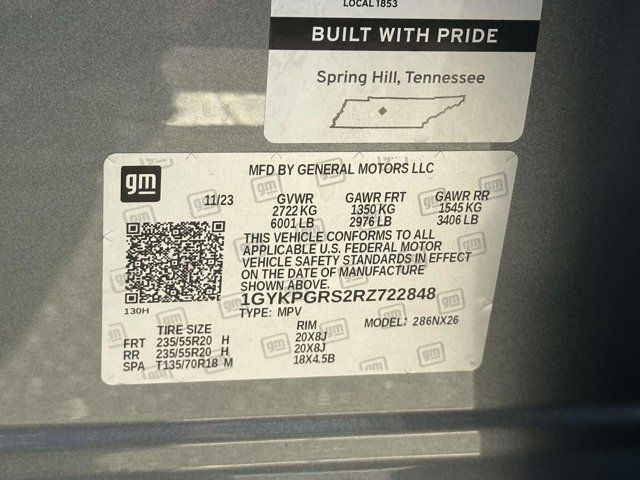 LOCAL 1853
BUILT WITH PRIDE
Spring Hill, Tennessee
gm
MFD BY GENERAL MOTORS LLC
11/23 GVWR GAWR FRT GAWR RR
2722 KG 1350 KG 1545 KG
6001 LB 2976 LB 3406 LB
THIS VEHICLE CONFORMS TO ALL
APPLICABLE U.S. FEDERAL MOTOR
VEHICLE SAFETY STANDARDS IN EFFECT
ON THE DATE OF MANUFACTURE
SHOWN ABOVE.
1GYKPGRS2RZ722848
130H
TYPE: MPV MODEL: 286NX26
TIRE SIZE RIM
FRT 235/55R20 H 20X8J
RR 235/55R20 H 20X8J
SPA T135/70R18 M 18X4.5B